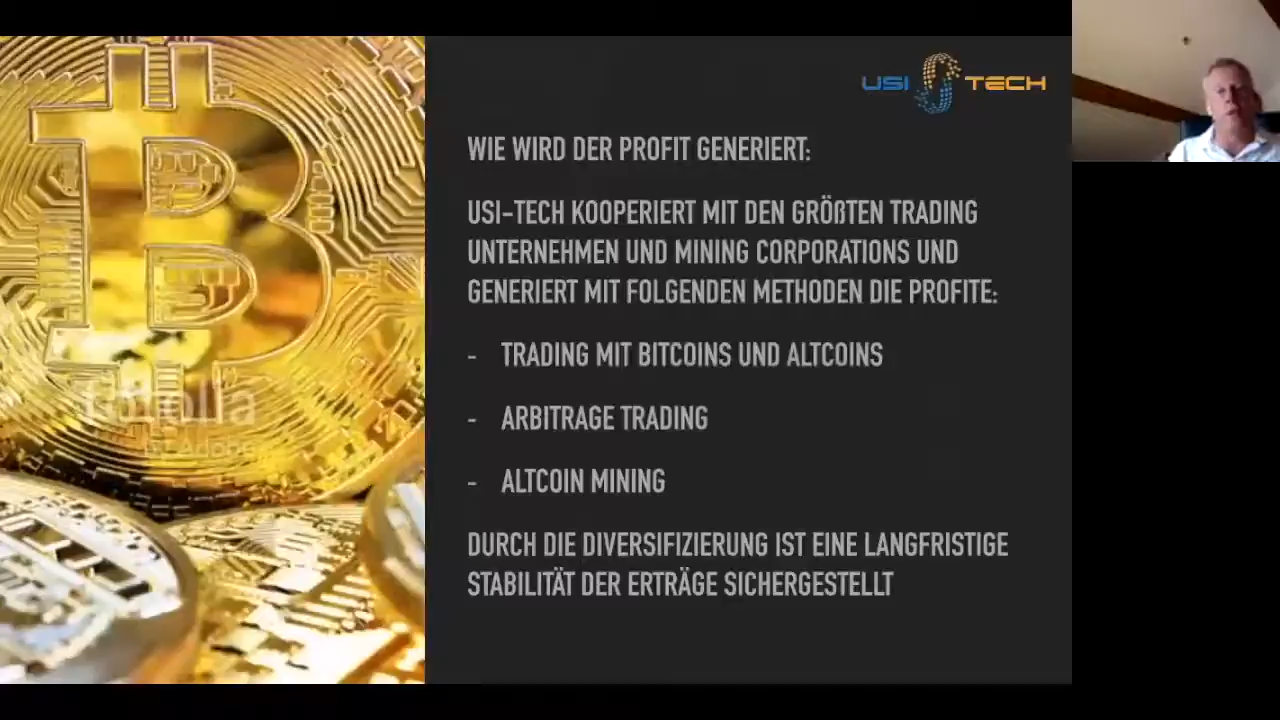 USI TECH
WIE WIRD DER PROFIT GENERIERT:
USI-TECH KOOPERIERT MIT DEN GRÖßTEN TRADING
UNTERNEHMEN UND MINING CORPORATIONS UND
GENERIERT MIT FOLGENDEN METHODEN DIE PROFITE:
- TRADING MIT BITCOINS UND ALTCOINS
- ARBITRAGE TRADING
- ALTCOIN MINING
DURCH DIE DIVERSIFIZIERUNG IST EINE LANGFRISTIGE
STABILITÄT DER ERTRÄGE SICHERGESTELLT